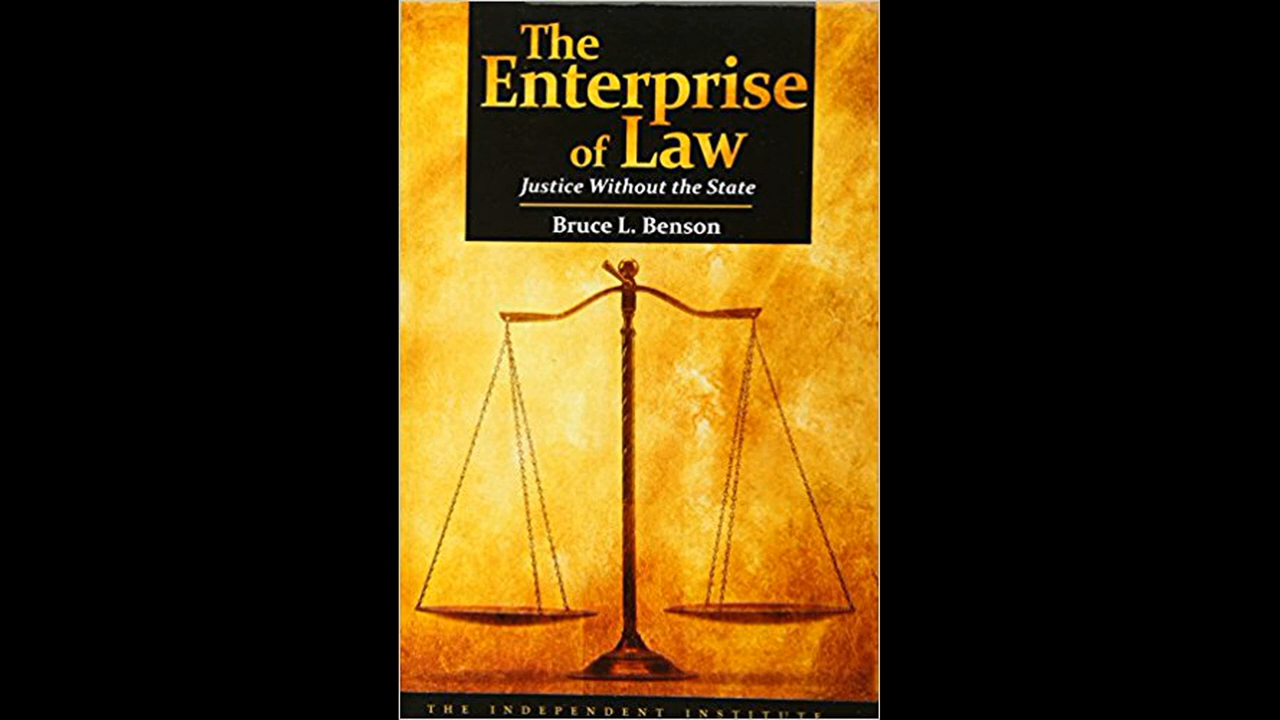 The
Enterprise
of Law
Justice Without the State
Bruce L. Benson
THE INDEPENDENT INSTITUTE